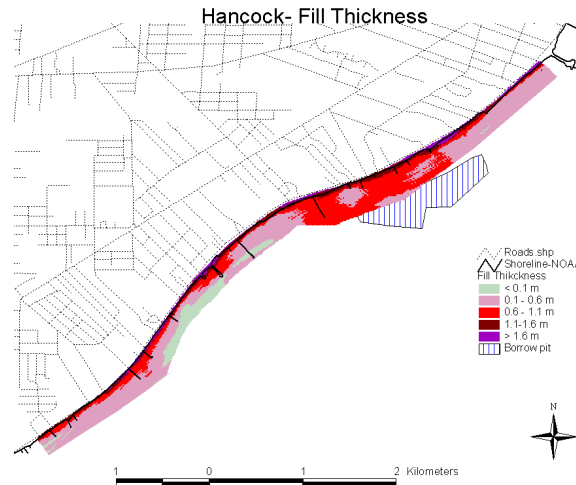 Hancock- Fill Thickness
Roads.shp
Shoreline-NOAA
Fill Thikckness
< 0.1 m
0.1 - 0.6 m
0.6 - 1.1 m
1.1-1.6 m
> 1.6 m
Borrow pit
N
1 0 1 2 Kilometers